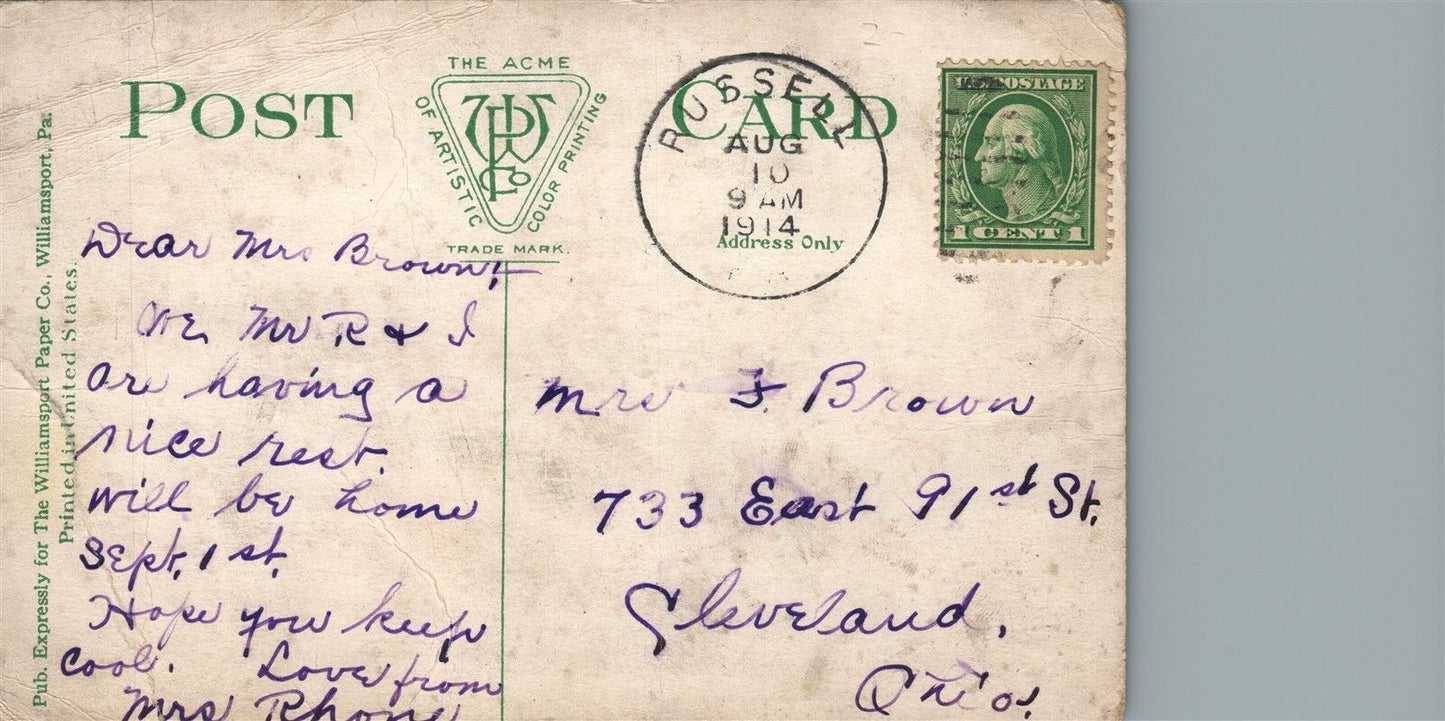 POST CARD
THE ACME
OF ARTISTIC
COLOR PRINTING
WPCo
TRADE MARK.
RUSSELL
AUG
10
9 AM
1914
Address Only
U.S. POSTAGE
1 CENT 1
Pub. Expressly for The Williamsport Paper Co., Williamsport, Pa.
Printed in United States.
Dear Mrs Brown:-
We, Mr R & I
are having a
nice rest.
Will be home
Sept. 1st.
Hope you keep
cool. Love from
Mrs
Mrs F. Brown
733 East 91st St.
Cleveland,
Ohio.